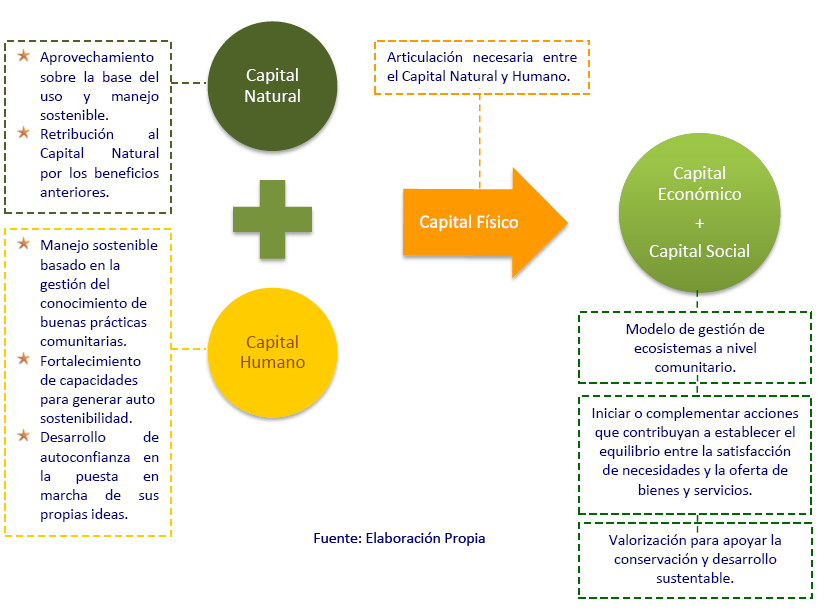 Aprovechamiento
sobre la base del
uso y manejo
sostenible.
Retribución al
Capital Natural
por los beneficios
anteriores.
Capital
Natural
Manejo sostenible
basado en la
gestión del
conocimiento de
buenas prácticas
comunitarias.
Fortalecimiento
de capacidades
para generar auto
sostenibilidad.
Desarrollo de
autoconfianza en
la puesta en
marcha de sus
propias ideas.
Capital
Humano
Articulación necesaria entre
el Capital Natural y Humano.
Capital Físico
Capital
Económico
+
Capital Social
Modelo de gestión de
ecosistemas a nivel
comunitario.
Iniciar o complementar acciones
que contribuyan a establecer el
equilibrio entre la satisfacción
de necesidades y la oferta de
bienes y servicios.
Valorización para apoyar la
conservación y desarrollo
sustentable.
Fuente: Elaboración Propia